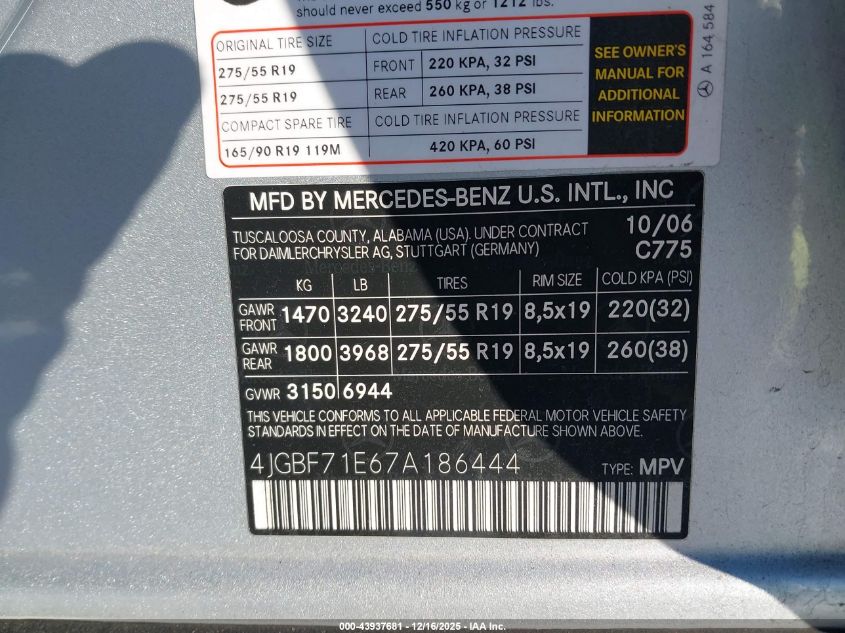 should never exceed 550 kg or 1212 lbs.
ORIGINAL TIRE SIZE COLD TIRE INFLATION PRESSURE
275/55 R19 FRONT 220 KPA, 32 PSI
275/55 R19 REAR 260 KPA, 38 PSI
COMPACT SPARE TIRE COLD TIRE INFLATION PRESSURE
165/90 R19 119M 420 KPA, 60 PSI
SEE OWNER'S
MANUAL FOR
ADDITIONAL
INFORMATION
A 164 584
MFD BY MERCEDES-BENZ U.S. INTL., INC
TUSCALOOSA COUNTY, ALABAMA (USA). UNDER CONTRACT 10/06
FOR DAIMLERCHRYSLER AG, STUTTGART (GERMANY) C775
KG LB TIRES RIM SIZE COLD KPA (PSI)
GAWR FRONT 1470 3240 275/55 R19 8,5x19 220(32)
GAWR REAR 1800 3968 275/55 R19 8,5x19 260(38)
GVWR 3150 6944
THIS VEHICLE CONFORMS TO ALL APPLICABLE FEDERAL MOTOR VEHICLE SAFETY
STANDARDS IN EFFECT ON THE DATE OF MANUFACTURE SHOWN ABOVE.
4JGBF71E67A186444 TYPE: MPV
000-43937681 - 12/16/2025 - IAA Inc.